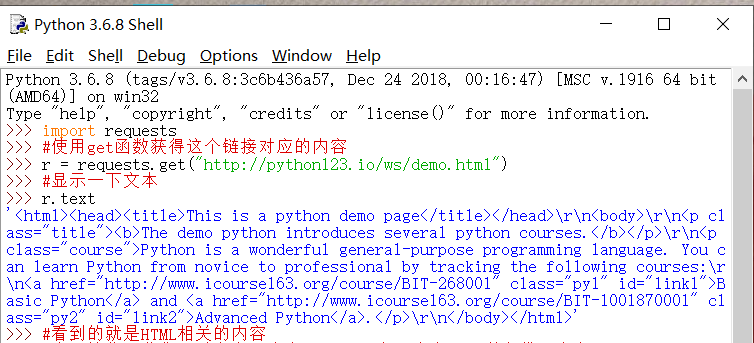 Python 3.6.8 Shell
File Edit Shell Debug Options Window Help
Python 3.6.8 (tags/v3.6.8:3c6b436a57, Dec 24 2018, 00:16:47) [MSC v.1916 64 bit
(AMD64)] on win32
Type "help", "copyright", "credits" or "license()" for more information.
>>> import requests
>>> #使用get函数获得这个链接对应的内容
>>> r = requests.get("http://python123.io/ws/demo.html")
>>> #显示一下文本
>>> r.text
'<html><head><title>This is a python demo page</title></head>\r\n<body>\r\n<p cl
ass="title"><b>The demo python introduces several python courses.</b></p>\r\n<p
class="course">Python is a wonderful general-purpose programming language. You c
an learn Python from novice to professional by tracking the following courses:\r
\n<a href="http://www.icourse163.org/course/BIT-268001" class="py1" id="link1">B
asic Python</a> and <a href="http://www.icourse163.org/course/BIT-1001870001" cl
ass="py2" id="link2">Advanced Python</a>.</p>\r\n</body></html>'
>>> #看到的就是HTML相关的内容